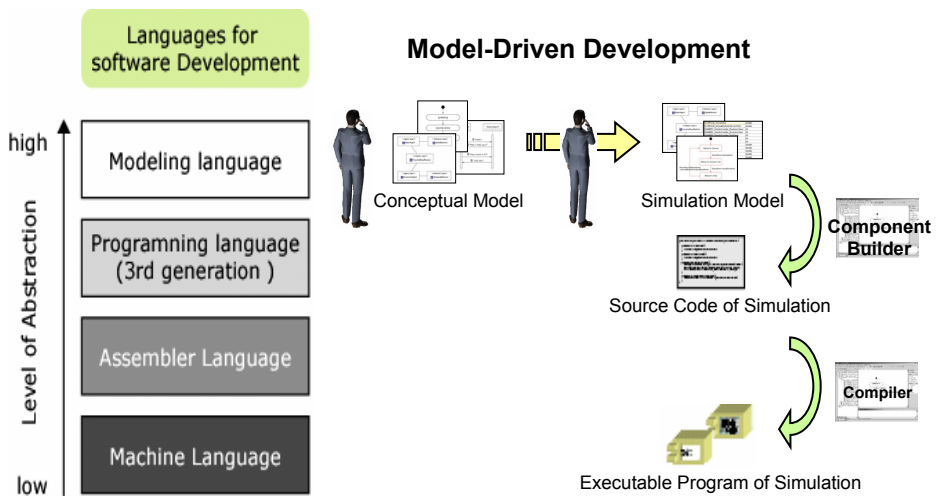 Languages for
software Development
Model-Driven Development
high
Level of Abstraction
low
Modeling language
Programning language
(3rd generation )
Assembler Language
Machine Language
Conceptual Model
Simulation Model
Component
Builder
Source Code of Simulation
Compiler
Executable Program of Simulation